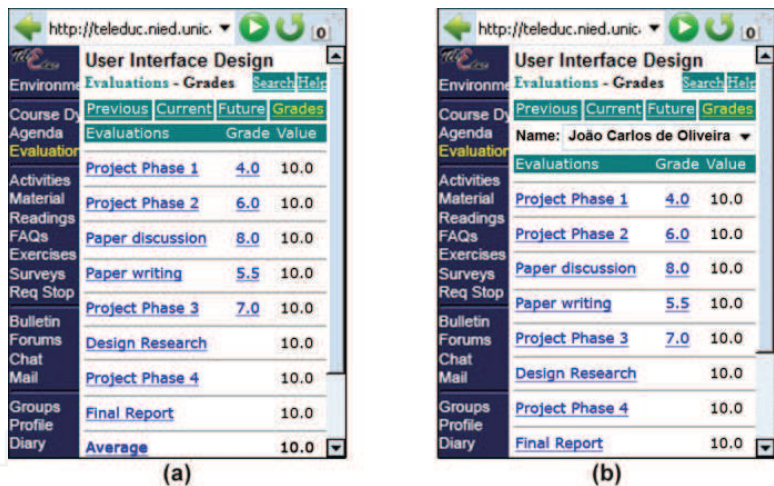 http://teleduc.nied.unic.
0
User Interface Design
Evaluations - Grades Search Help
Previous Current Future Grades
Evaluations Grade Value
Project Phase 1 4.0 10.0
Project Phase 2 6.0 10.0
Paper discussion 8.0 10.0
Paper writing 5.5 10.0
Project Phase 3 7.0 10.0
Design Research 10.0
Project Phase 4 10.0
Final Report 10.0
Average 10.0
Environme
Course Dy
Agenda
Evaluation
Activities
Material
Readings
FAQs
Exercises
Surveys
Req Stop
Bulletin
Forums
Chat
Mail
Groups
Profile
Diary
(a)
http://teleduc.nied.unic.
0
User Interface Design
Evaluations - Grades Search Help
Previous Current Future Grades
Name: João Carlos de Oliveira
Evaluations Grade Value
Project Phase 1 4.0 10.0
Project Phase 2 6.0 10.0
Paper discussion 8.0 10.0
Paper writing 5.5 10.0
Project Phase 3 7.0 10.0
Design Research 10.0
Project Phase 4 10.0
Final Report 10.0
Environme
Course Dy
Agenda
Evaluation
Activities
Material
Readings
FAQs
Exercises
Surveys
Req Stop
Bulletin
Forums
Chat
Mail
Groups
Profile
Diary
(b)